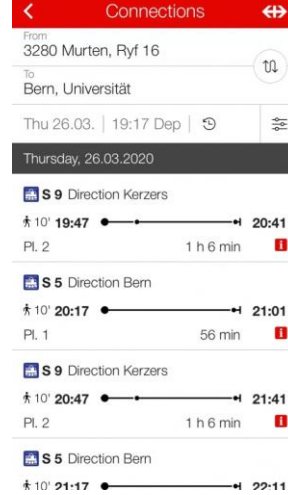 Connections
From
3280 Murten, Ryf 16
To
Bern, Universität
Thu 26.03. | 19:17 Dep
Thursday, 26.03.2020
S 9 Direction Kerzers
10' 19:47 20:41
Pl. 2 1 h 6 min
S 5 Direction Bern
10' 20:17 21:01
Pl. 1 56 min
S 9 Direction Kerzers
10' 20:47 21:41
Pl. 2 1 h 6 min
S 5 Direction Bern
10' 21:17 22:11